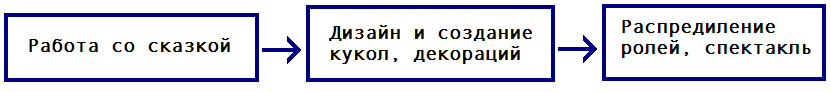 Работа со сказкой
Дизайн и создание
кукол, декораций
Распредиление
ролей, спектакль